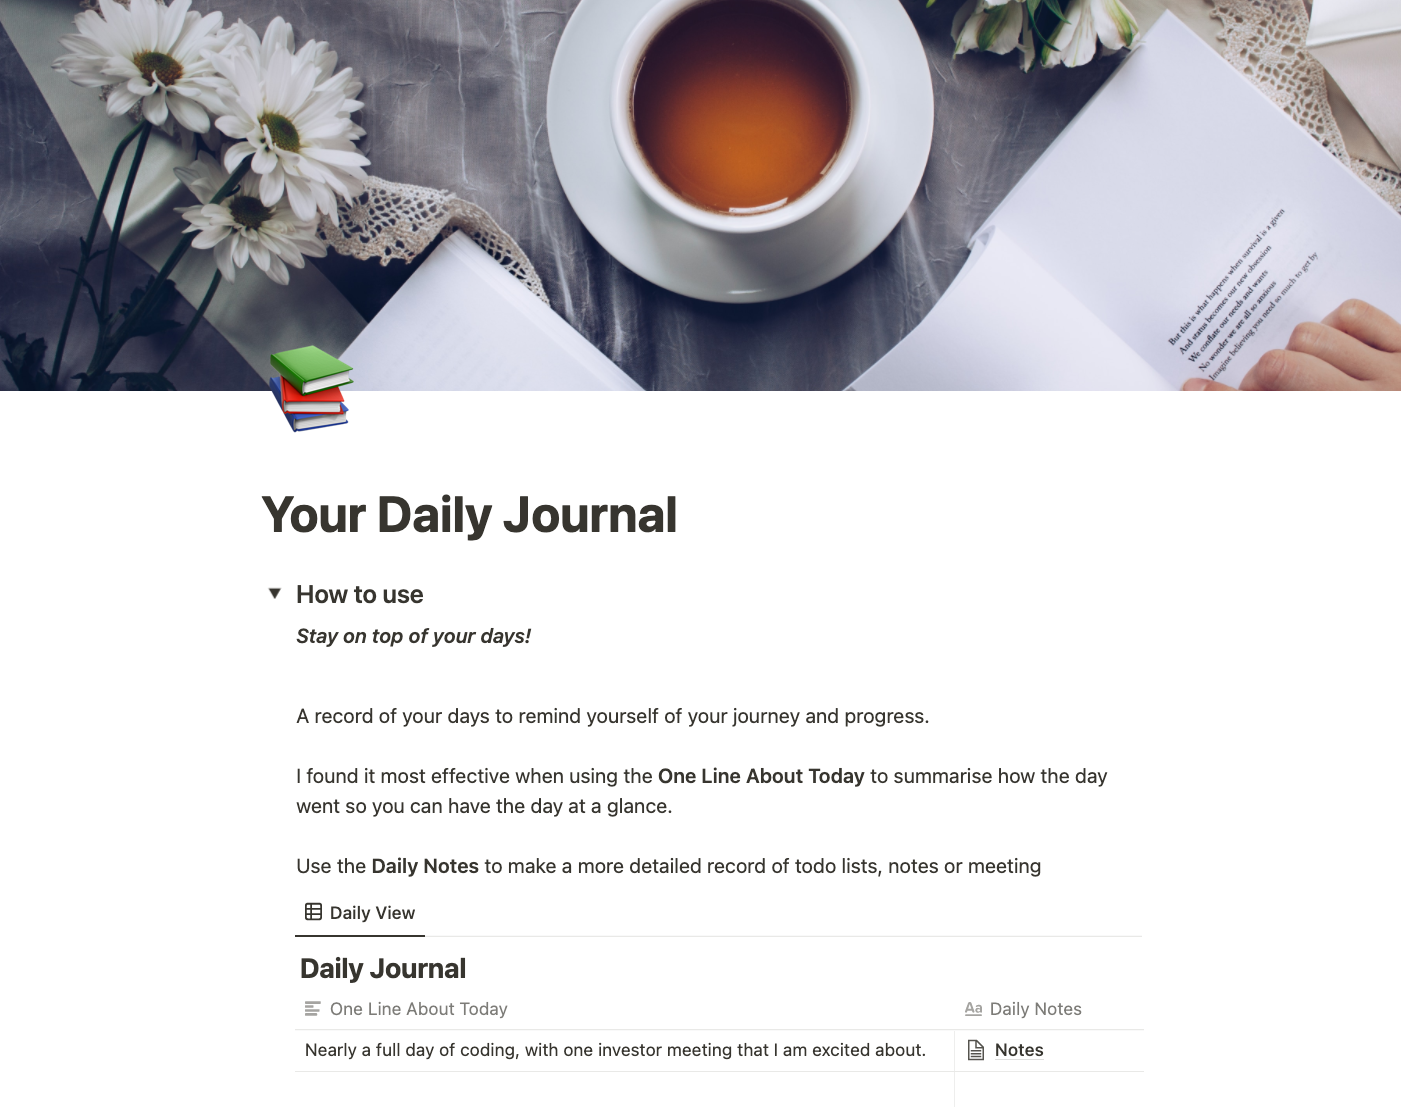 But this is what happens when survival is a given
And status becomes our new obsession
We conflate our needs and wants
No wonder we are all so anxious
Imagine believing you need so much to get by
Your Daily Journal
How to use
Stay on top of your days!
A record of your days to remind yourself of your journey and progress.
I found it most effective when using the One Line About Today to summarise how the day
went so you can have the day at a glance.
Use the Daily Notes to make a more detailed record of todo lists, notes or meeting
Daily View
Daily Journal
One Line About Today
Aa Daily Notes
Nearly a full day of coding, with one investor meeting that I am excited about.
Notes